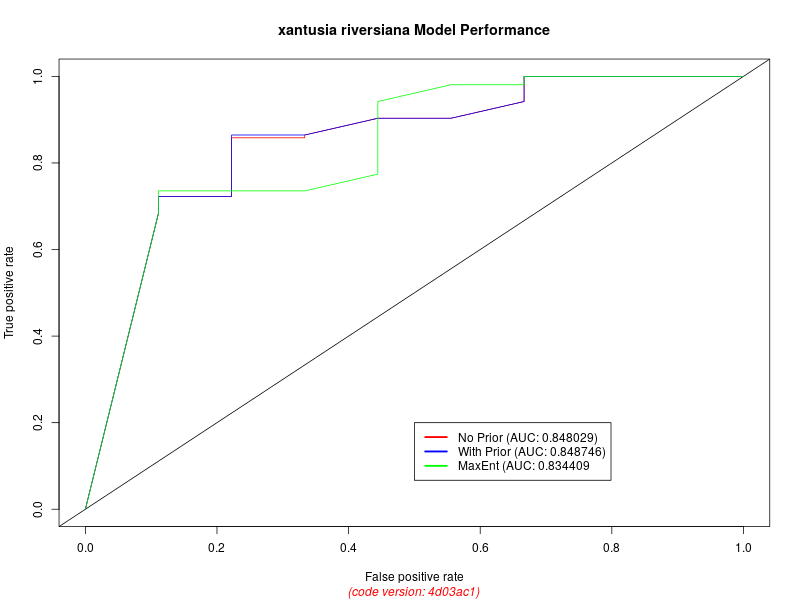 xantusia riversiana Model Performance
True positive rate
1.0
0.8
0.6
0.4
0.2
0.0
No Prior (AUC: 0.848029)
With Prior (AUC: 0.848746)
MaxEnt (AUC: 0.834409
0.0 0.2 0.4 0.6 0.8 1.0
False positive rate
(code version: 4d03ac1)